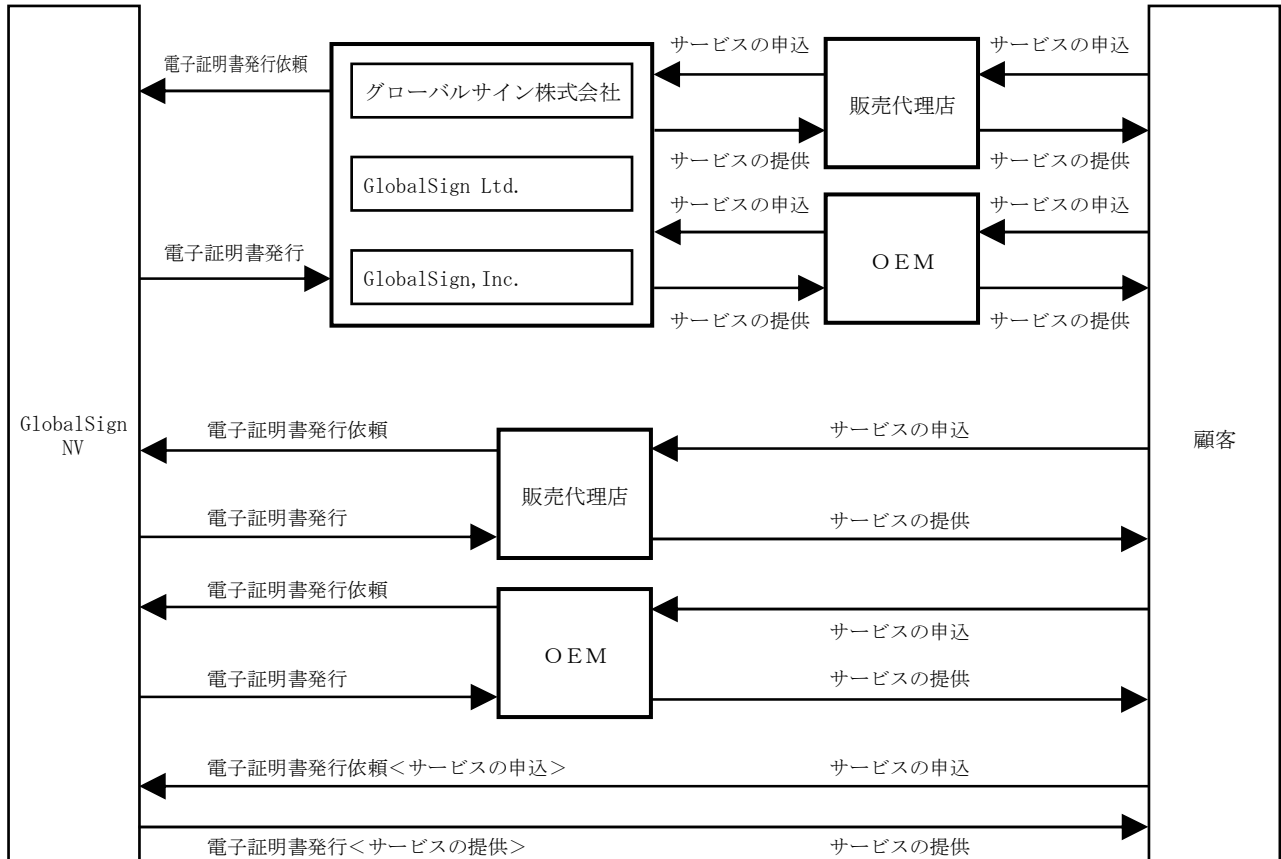 サービスの申込
サービスの申込
電子証明書発行依頼
グローバルサイン株式会社
販売代理店
サービスの提供
サービスの提供
GlobalSign Ltd.
サービスの申込
サービスの申込
電子証明書発行
GlobalSign,Inc.
ＯＥＭ
サービスの提供
サービスの提供
GlobalSign
NV
電子証明書発行依頼
サービスの申込
顧客
販売代理店
電子証明書発行
サービスの提供
電子証明書発行依頼
サービスの申込
ＯＥＭ
電子証明書発行
サービスの提供
電子証明書発行依頼＜サービスの申込＞
サービスの申込
電子証明書発行＜サービスの提供＞
サービスの提供